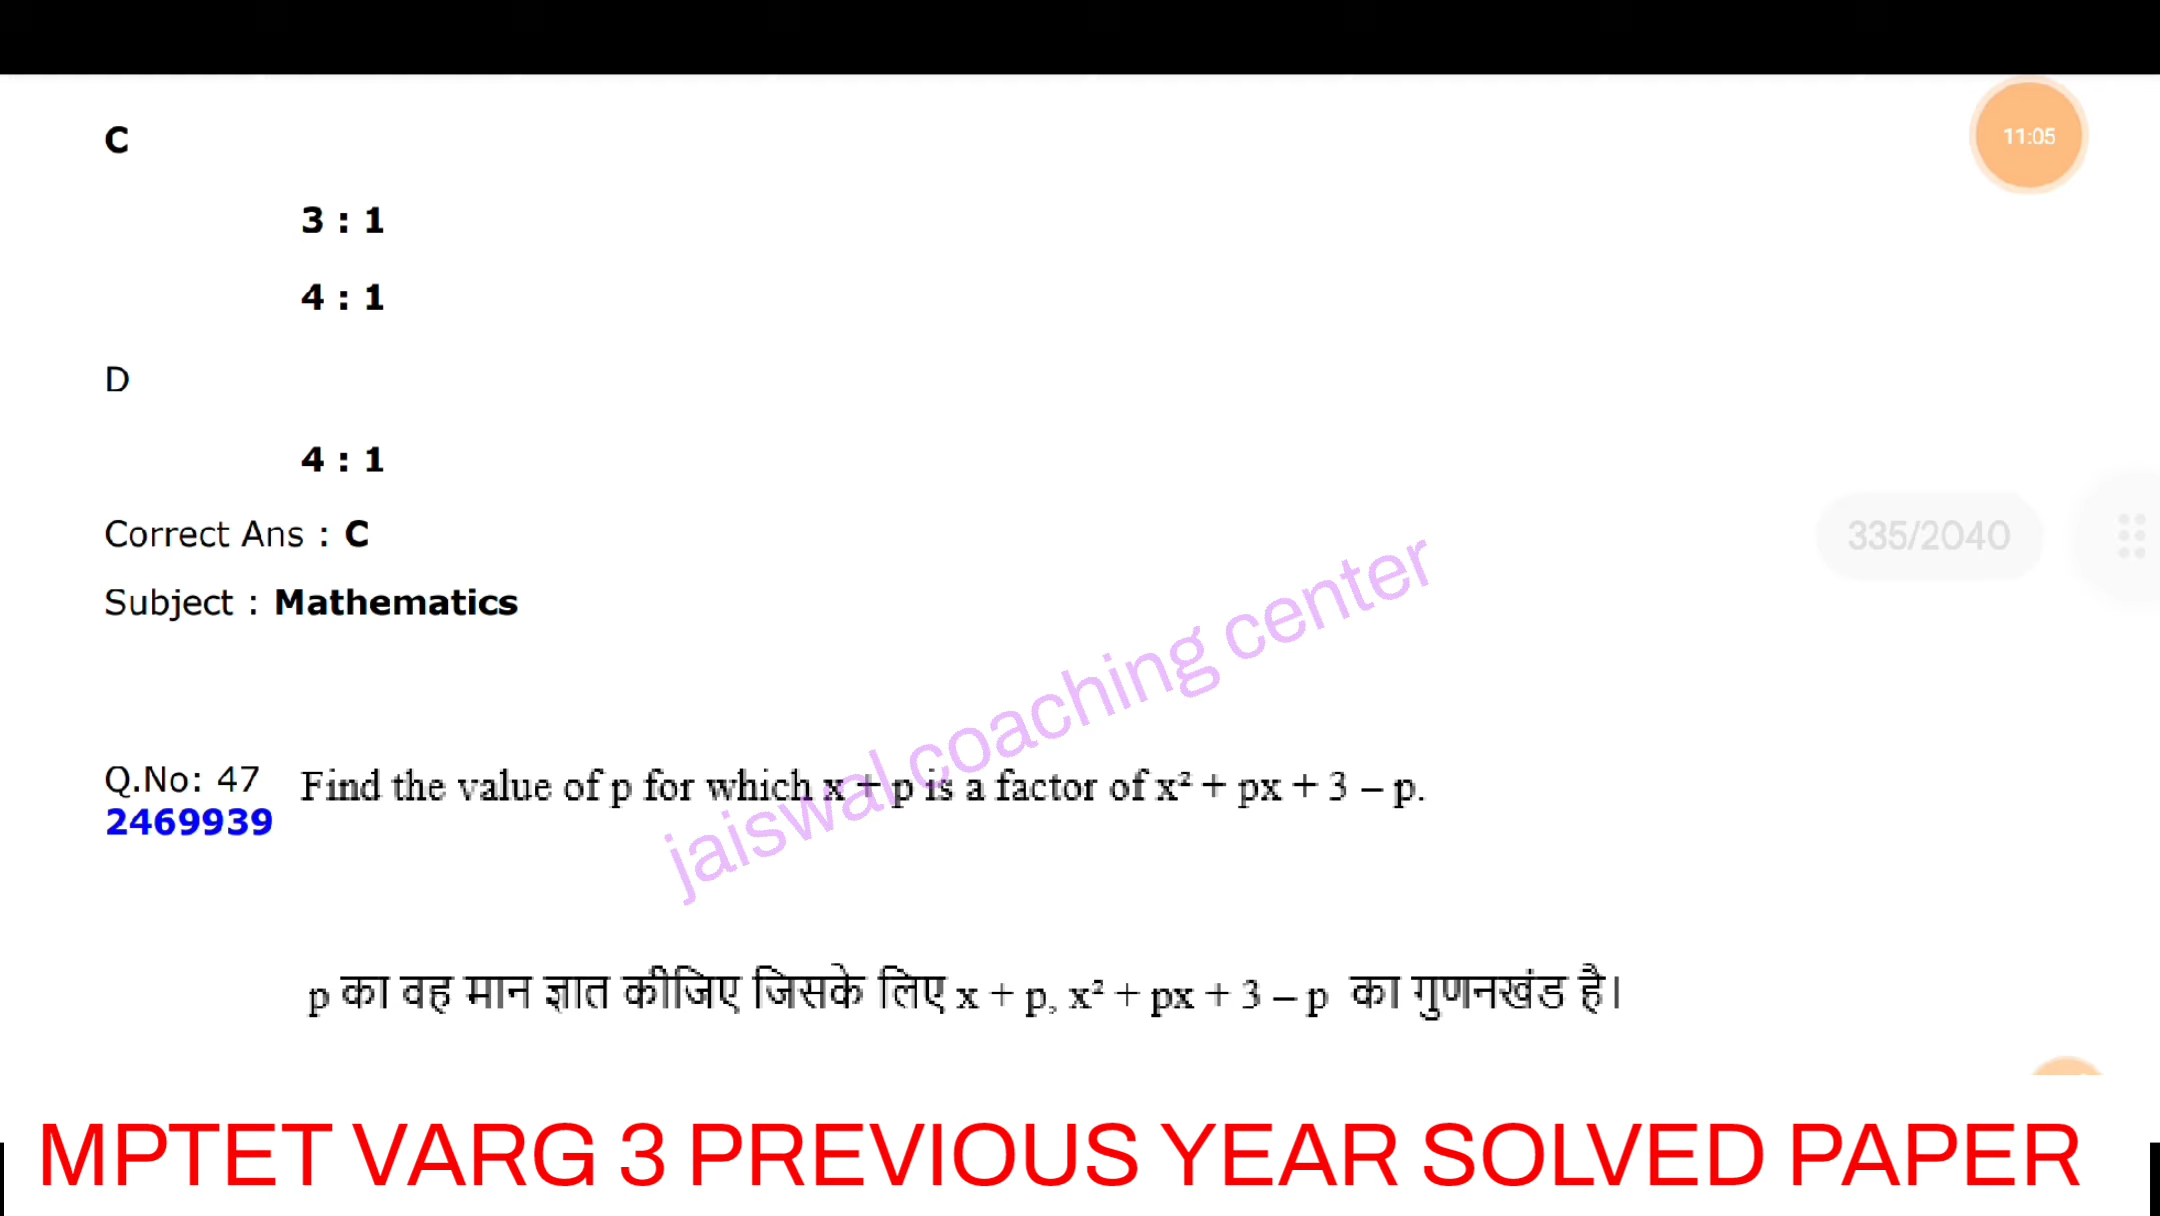 11:05
C
3 : 1
4 : 1
D
4 : 1
Correct Ans : C
335/2040
Subject : Mathematics
jaiswal coaching center
Q.No: 47 Find the value of p for which x + p is a factor of x² + px + 3 – p.
2469939
p का वह मान ज्ञात कीजिए जिसके लिए x + p, x² + px + 3 – p का गुणनखंड है।
MPTET VARG 3 PREVIOUS YEAR SOLVED PAPER